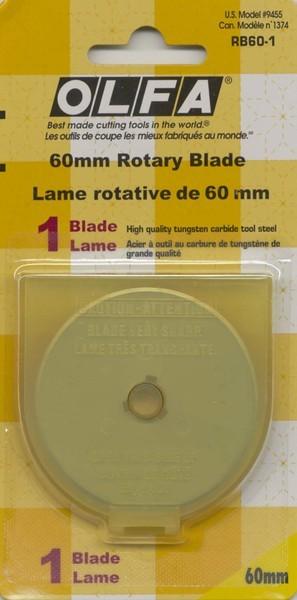 U.S. Model #9455
Can. Modèle n° 1374
RB60-1
OLFA®
Best made cutting tools in the world.®
Les outils de coupe les mieux fabriqués au monde.®
60mm Rotary Blade
Lame rotative de 60 mm
1 Blade Lame
High quality tungsten carbide tool steel
Acier à outil au carbure de tungstène de
grande qualité
CAUTION-ATTENTION
BLADE VERY SHARP
LAME TRÈS TRANCHANTE
1 Blade Lame
60mm